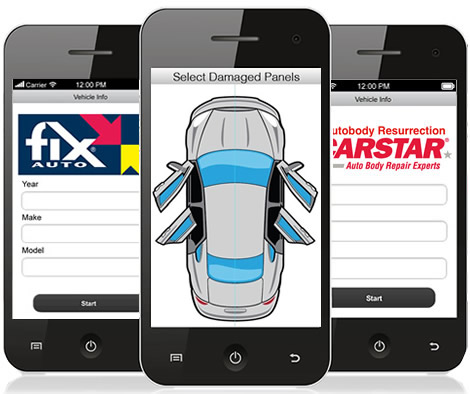 Carrier 12:00 PM
Vehicle Info
fix
AUTO
Year
Make
Model
Start
Select Damaged Panels
12:00 PM
Vehicle Info
utobody Resurrection
CARSTAR®
Auto Body Repair Experts
Start